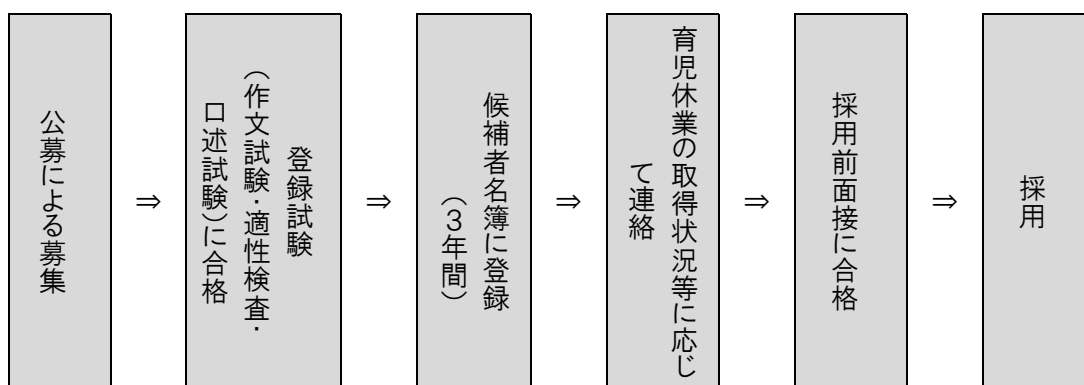 公募による募集
⇒
登録試験
（作文試験・適性検査・
口述試験）に合格
⇒
候補者名簿に登録
（３年間）
⇒
育児休業の取得状況等に応じ
て連絡
⇒
採用前面接に合格
⇒
採用